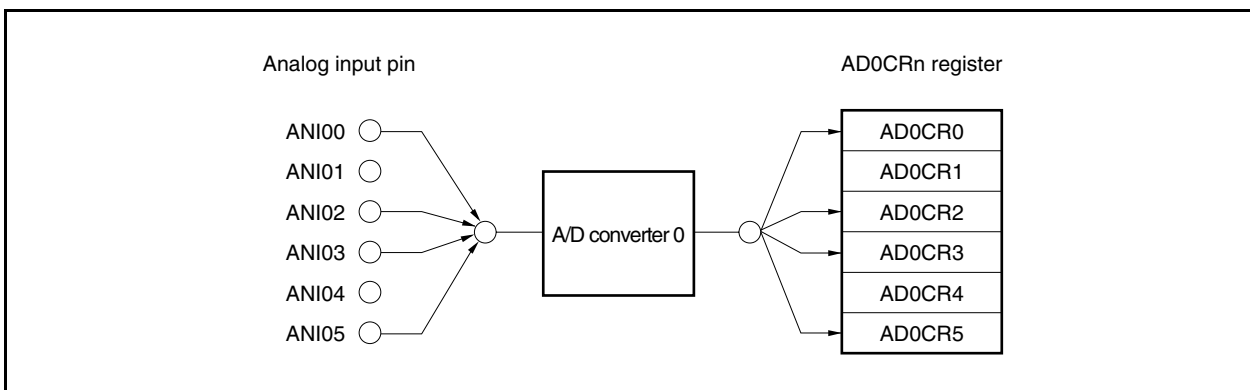 Analog input pin
AD0CRn register
ANI00
ANI01
ANI02
ANI03
ANI04
ANI05
A/D converter 0
AD0CR0
AD0CR1
AD0CR2
AD0CR3
AD0CR4
AD0CR5